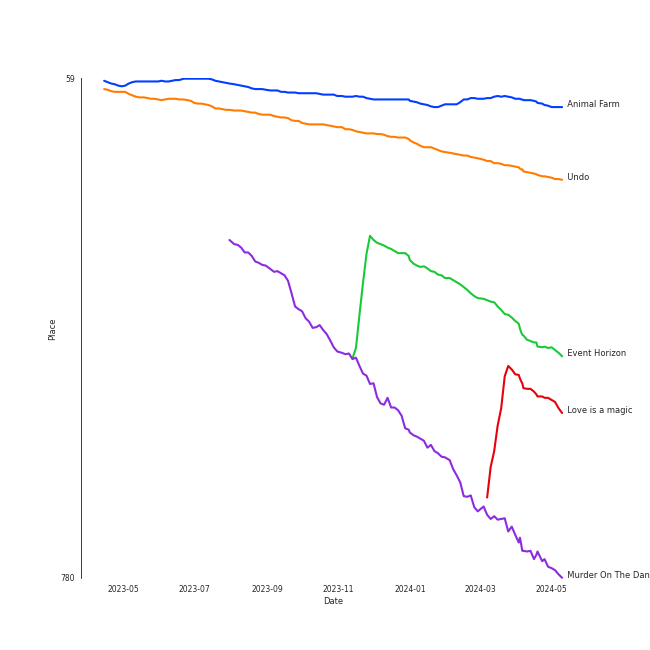 59
Animal Farm
Undo
Place
Event Horizon
Love is a magic
780
Murder On The Dan
2023-05 2023-07 2023-09 2023-11 2024-01 2024-03 2024-05
Date